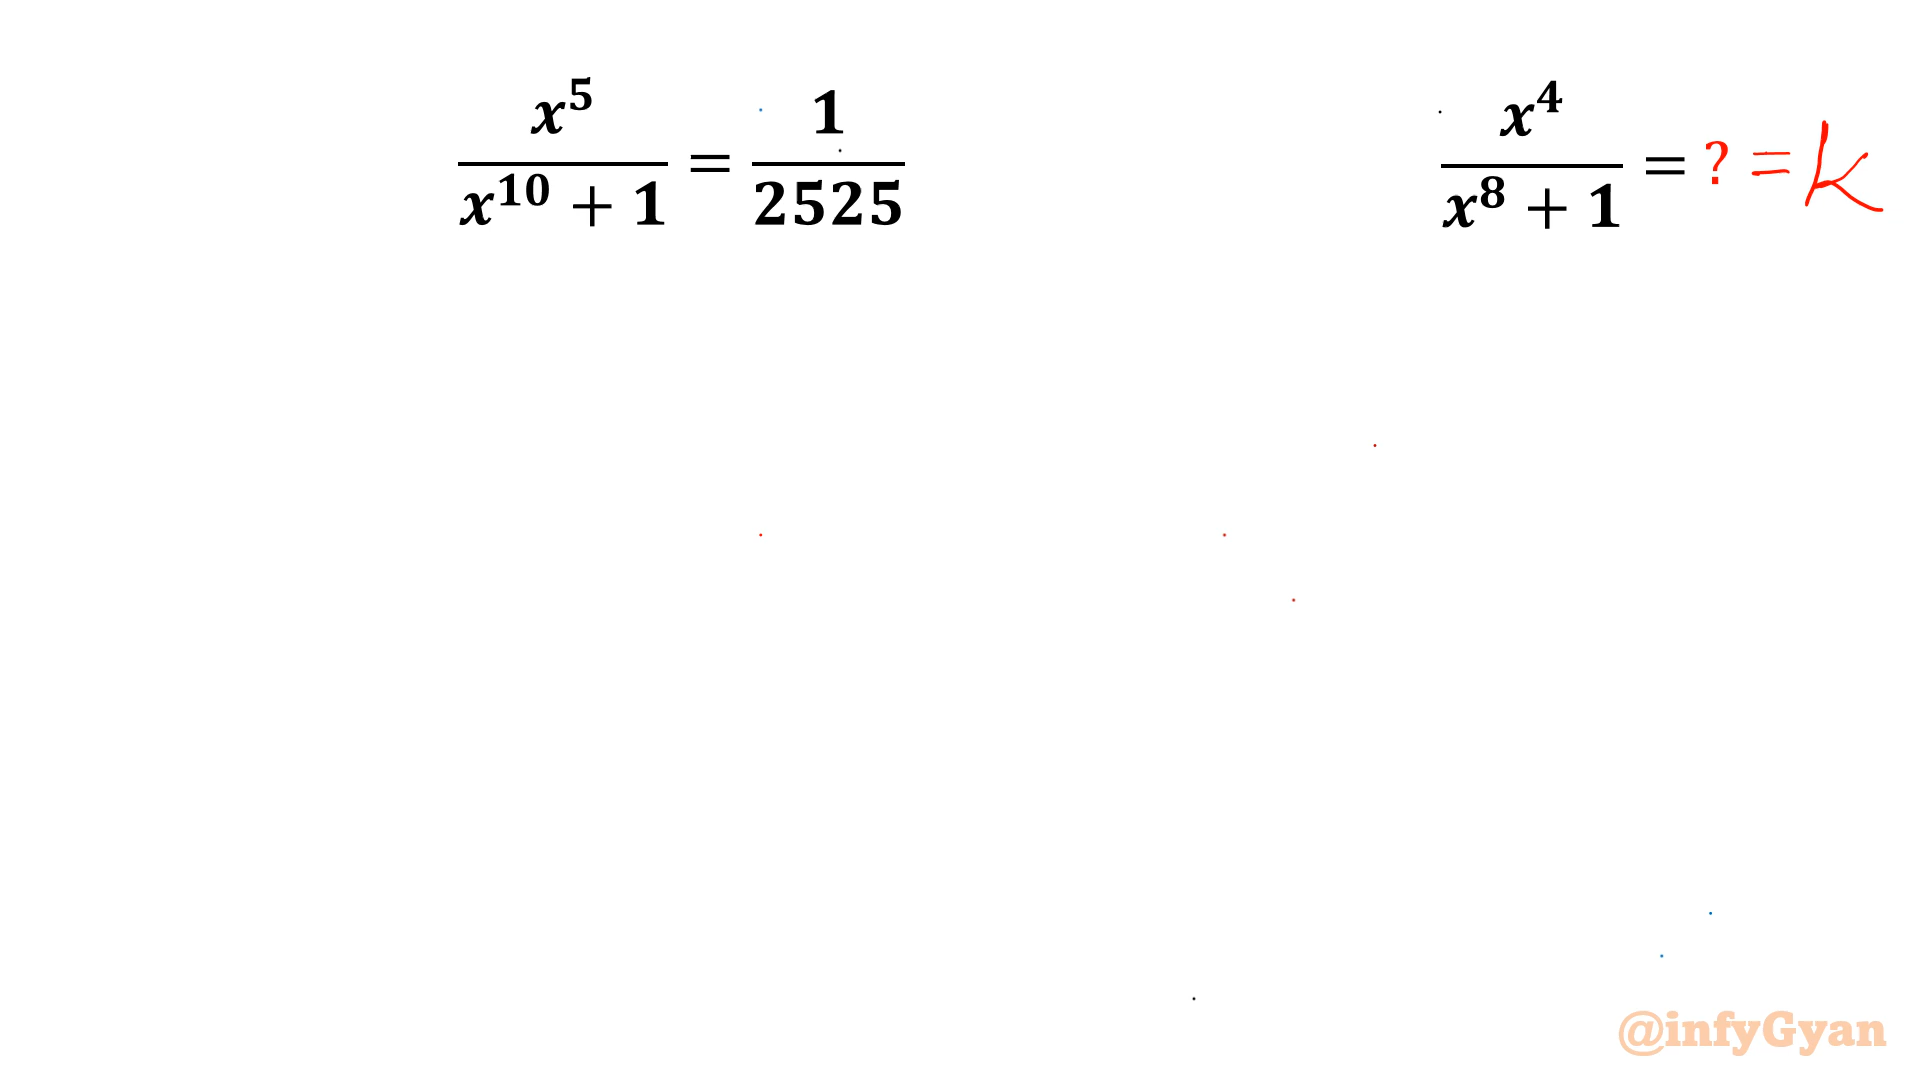 x^5/(x^10 + 1) = 1/2525
x^4/(x^8 + 1) = ? = k
@infyGyan